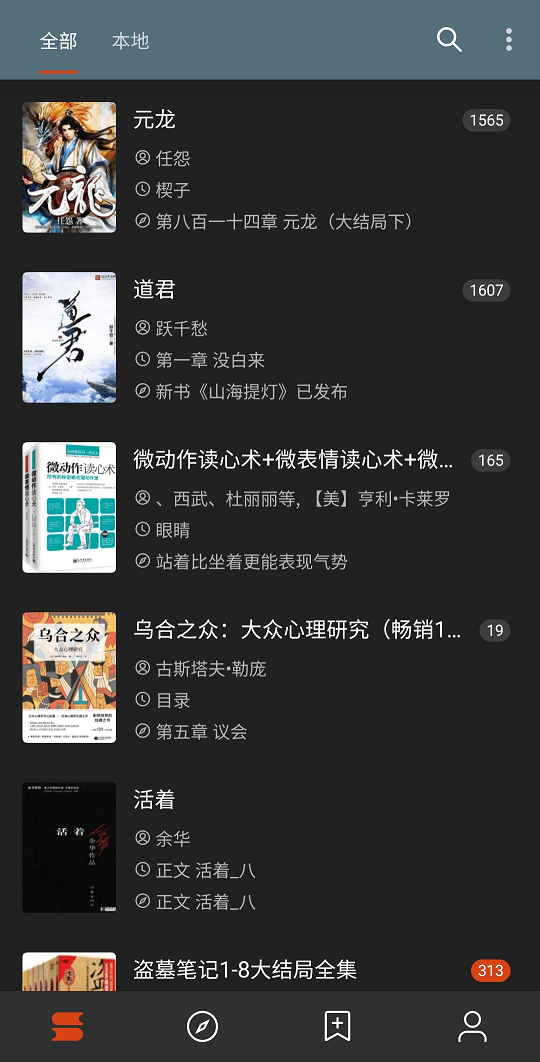 全部 本地
元龙 1565
任怨
楔子
第八百一十四章 元龙（大结局下）
元龍
任怨 著
道君 1607
跃千愁
第一章 没白来
新书《山海提灯》已发布
道君
微动作读心术+微表情读心术+微... 165
、西武、杜丽丽等,【美】亨利•卡莱罗
眼睛
站着比坐着更能表现气势
微动作读心术
乌合之众：大众心理研究（畅销1... 19
古斯塔夫•勒庞
目录
第五章 议会
乌合之众
大众心理研究
活着
余华
正文 活着_八
正文 活着_八
活着
余华作品
盗墓笔记1-8大结局全集 313